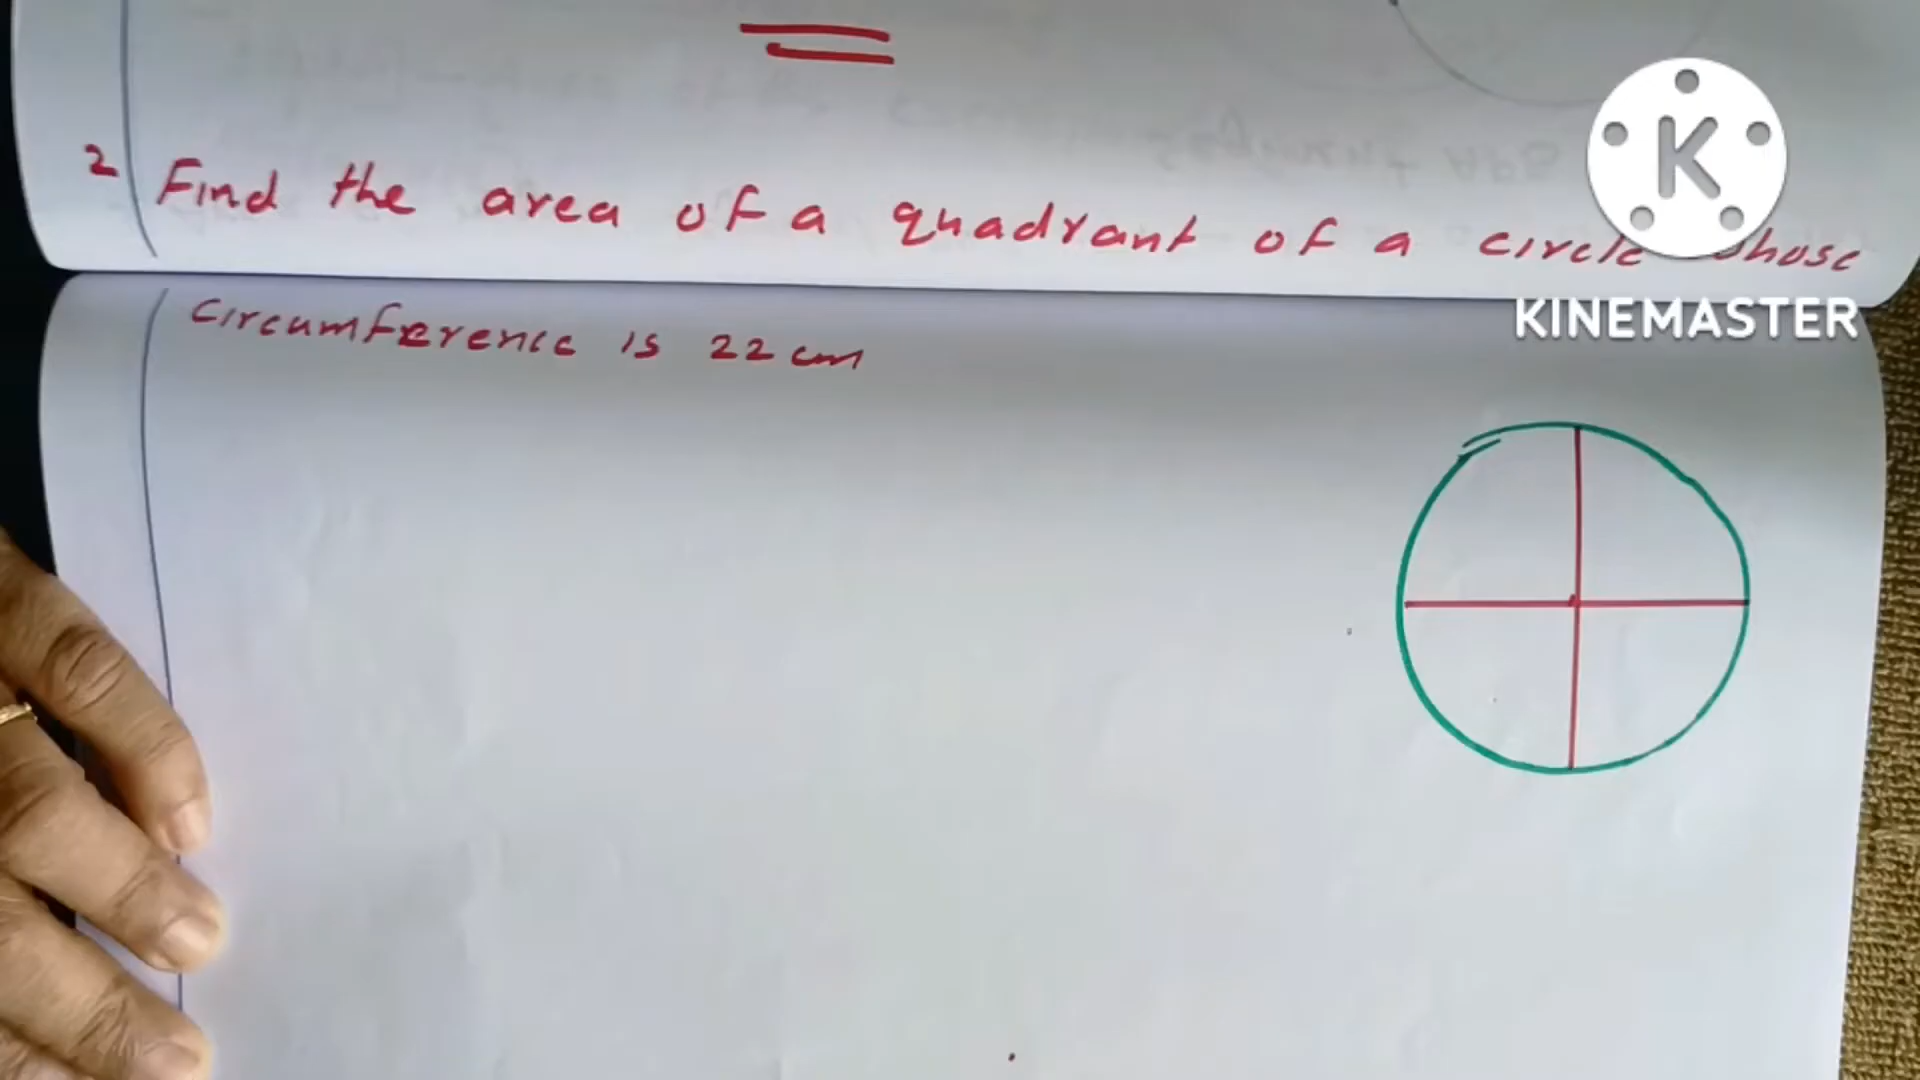 2 Find the area of a quadrant of a circle whose
K
KINEMASTER
circumference is 22 cm